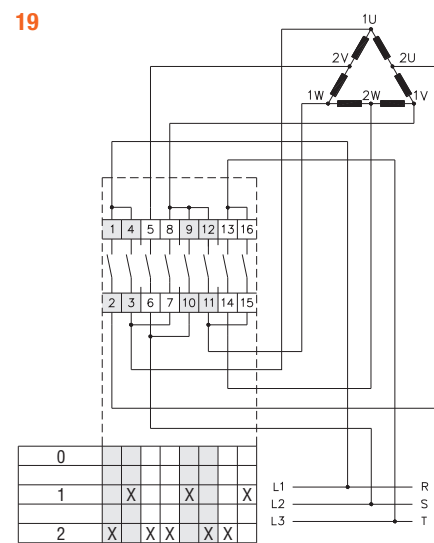 19
1U
2V 2U
1W 2W 1V
1 4 5 8 9 12 13 16
2 3 6 7 10 11 14 15
0
1 X X X
2 X X X X X
L1 R
L2 S
L3 T